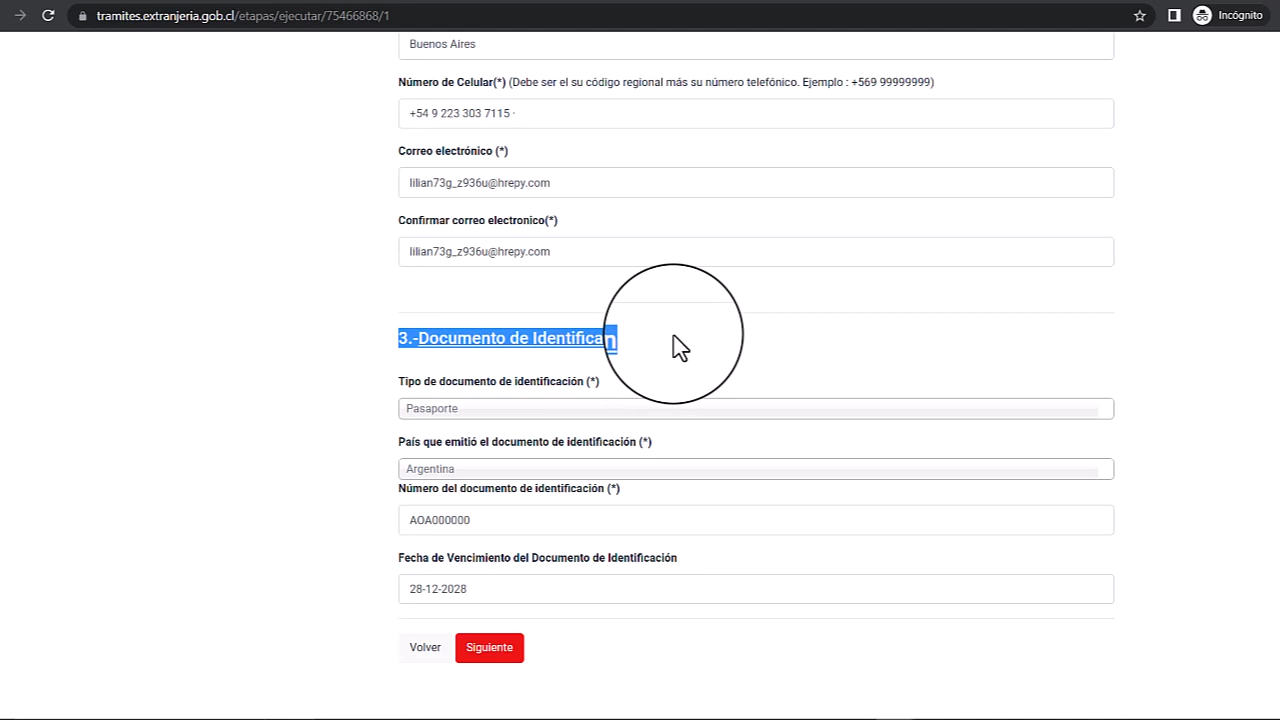 tramites.extranjeria.gob.cl/etapas/ejecutar/75466868/1
Incógnito
Buenos Aires
Número de Celular(*) (Debe ser el su código regional más su número telefónico. Ejemplo : +569 99999999)
+54 9 223 303 7115 ·
Correo electrónico (*)
lilian73g_z936u@hrepy.com
Confirmar correo electronico(*)
lilian73g_z936u@hrepy.com
3.-Documento de Identifican
Tipo de documento de identificación (*)
Pasaporte
País que emitió el documento de identificación (*)
Argentina
Número del documento de identificación (*)
AOA000000
Fecha de Vencimiento del Documento de Identificación
28-12-2028
Volver
Siguiente